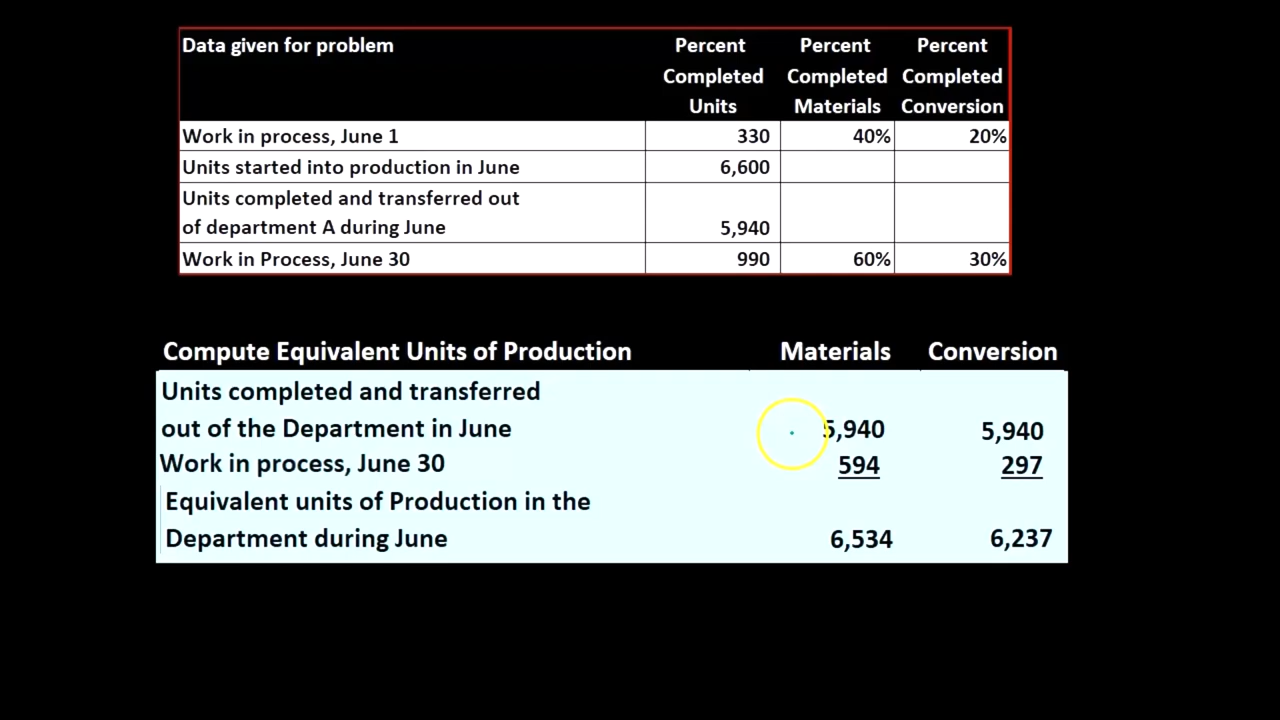 Data given for problem Percent Percent Percent
Completed Completed Completed
Units Materials Conversion
Work in process, June 1 330 40% 20%
Units started into production in June 6,600
Units completed and transferred out
of department A during June 5,940
Work in Process, June 30 990 60% 30%
Compute Equivalent Units of Production Materials Conversion
Units completed and transferred
out of the Department in June 5,940 5,940
Work in process, June 30 594 297
Equivalent units of Production in the
Department during June 6,534 6,237